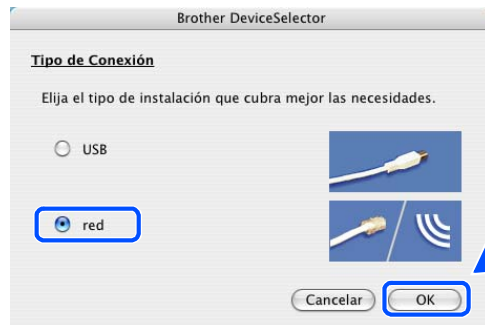 Brother DeviceSelector
Tipo de Conexión
Elija el tipo de instalación que cubra mejor las necesidades.
USB
red
Cancelar
OK